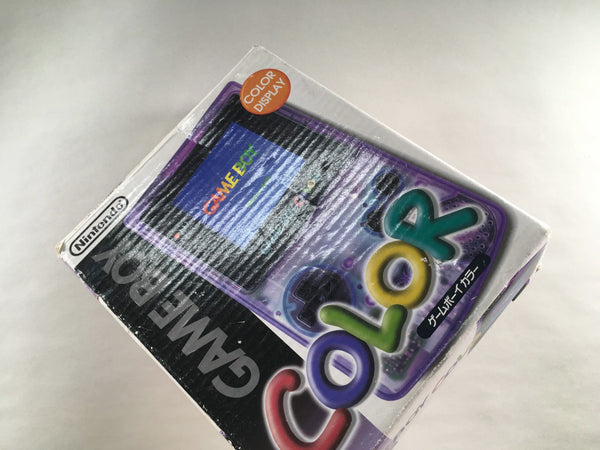 COLOR
DISPLAY
GAME BOY
Nintendo®
GAME BOY
COLOR
ゲームボーイ カラー